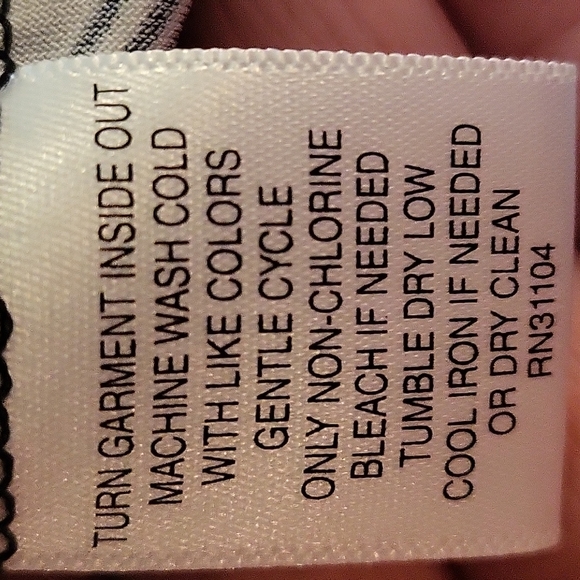 TURN GARMENT INSIDE OUT
MACHINE WASH COLD
WITH LIKE COLORS
GENTLE CYCLE
ONLY NON-CHLORINE
BLEACH IF NEEDED
TUMBLE DRY LOW
COOL IRON IF NEEDED
OR DRY CLEAN
RN31104